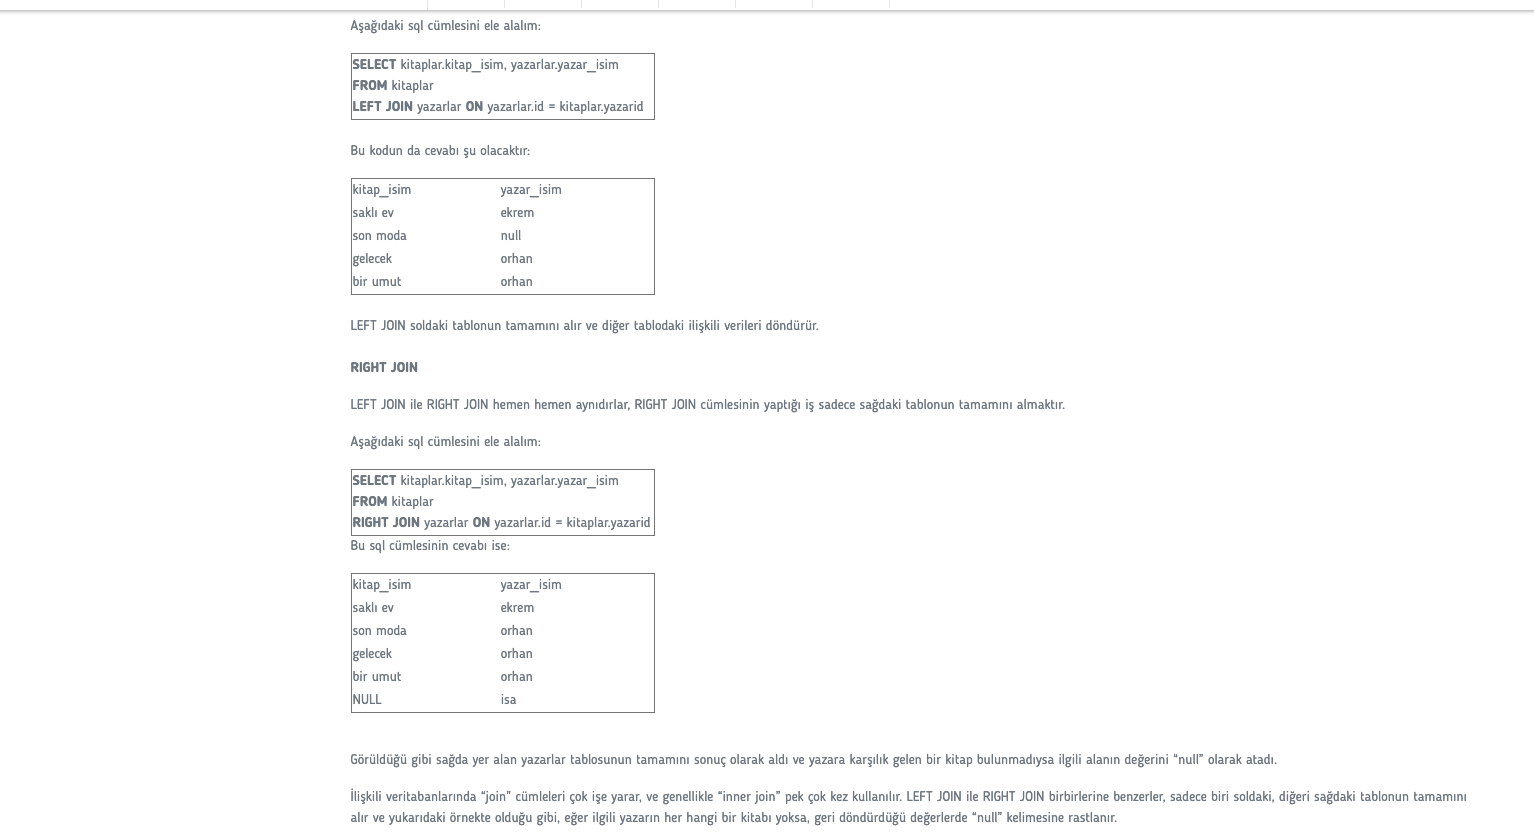 Aşağıdaki sql cümlesini ele alalım:
SELECT kitaplar.kitap_isim, yazarlar.yazar_isim
FROM kitaplar
LEFT JOIN yazarlar ON yazarlar.id = kitaplar.yazarid
Bu kodun da cevabı şu olacaktır:
kitap_isim yazar_isim
saklı ev ekrem
son moda null
gelecek orhan
bir umut orhan
LEFT JOIN soldaki tablonun tamamını alır ve diğer tablodaki ilişkili verileri döndürür.
RIGHT JOIN
LEFT JOIN ile RIGHT JOIN hemen hemen aynıdırlar, RIGHT JOIN cümlesinin yaptığı iş sadece sağdaki tablonun tamamını almaktır.
Aşağıdaki sql cümlesini ele alalım:
SELECT kitaplar.kitap_isim, yazarlar.yazar_isim
FROM kitaplar
RIGHT JOIN yazarlar ON yazarlar.id = kitaplar.yazarid
Bu sql cümlesinin cevabı ise:
kitap_isim yazar_isim
saklı ev ekrem
son moda orhan
gelecek orhan
bir umut orhan
NULL isa
Görüldüğü gibi sağda yer alan yazarlar tablosunun tamamını sonuç olarak aldı ve yazara karşılık gelen bir kitap bulunmadıysa ilgili alanın değerini “null” olarak atadı.
İlişkili veritabanlarında “join” cümleleri çok işe yarar, ve genellikle “inner join” pek çok kez kullanılır. LEFT JOIN ile RIGHT JOIN birbirlerine benzerler, sadece biri soldaki, diğeri sağdaki tablonun tamamını
alır ve yukarıdaki örnekte olduğu gibi, eğer ilgili yazarın her hangi bir kitabı yoksa, geri döndürdüğü değerlerde “null” kelimesine rastlanır.